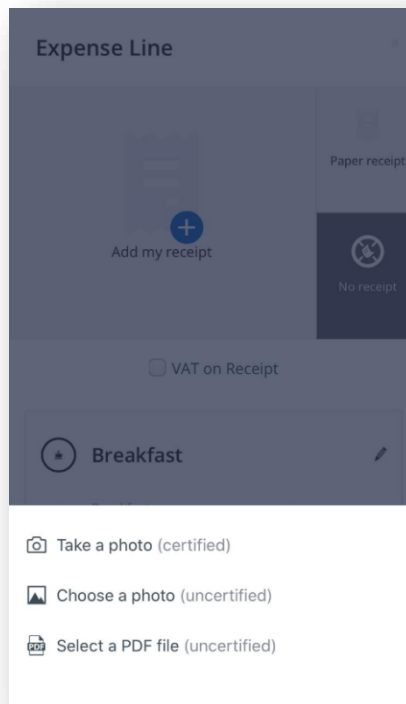 Expense Line
Paper receipt
Add my receipt
No receipt
VAT on Receipt
Breakfast
Take a photo (certified)
Choose a photo (uncertified)
PDF Select a PDF file (uncertified)